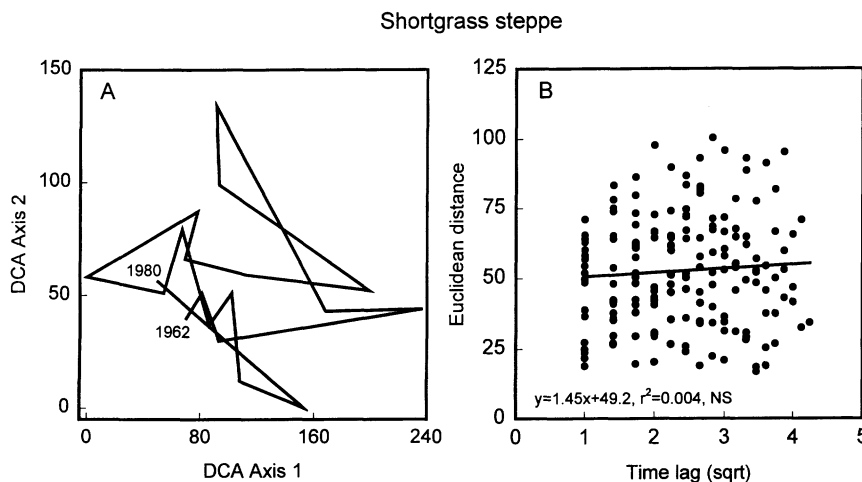 Shortgrass steppe
A
150
100
50
0
DCA Axis 2
1980
1962
0 80 160 240
DCA Axis 1
B
125
100
75
50
25
0
Euclidean distance
y=1.45x+49.2, r²=0.004, NS
0 1 2 3 4 5
Time lag (sqrt)